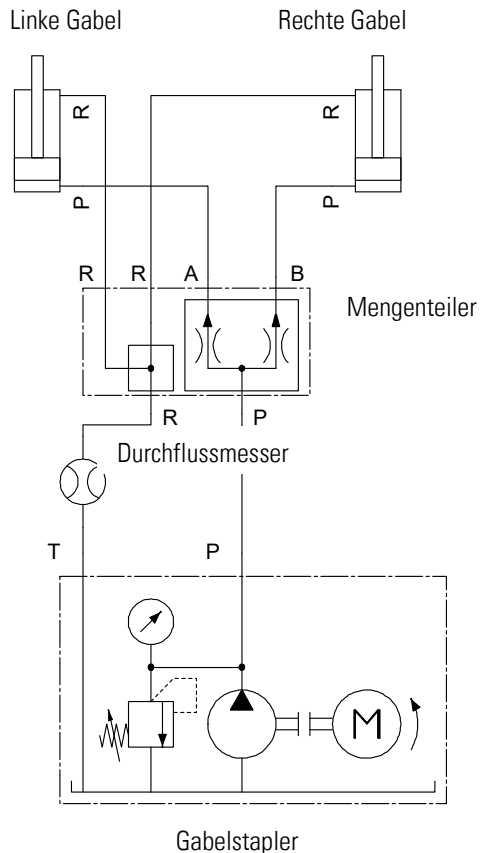 Linke Gabel
Rechte Gabel
R
R
P
P
R
R
A
B
Mengenteiler
R
P
Durchflussmesser
T
P
M
Gabelstapler